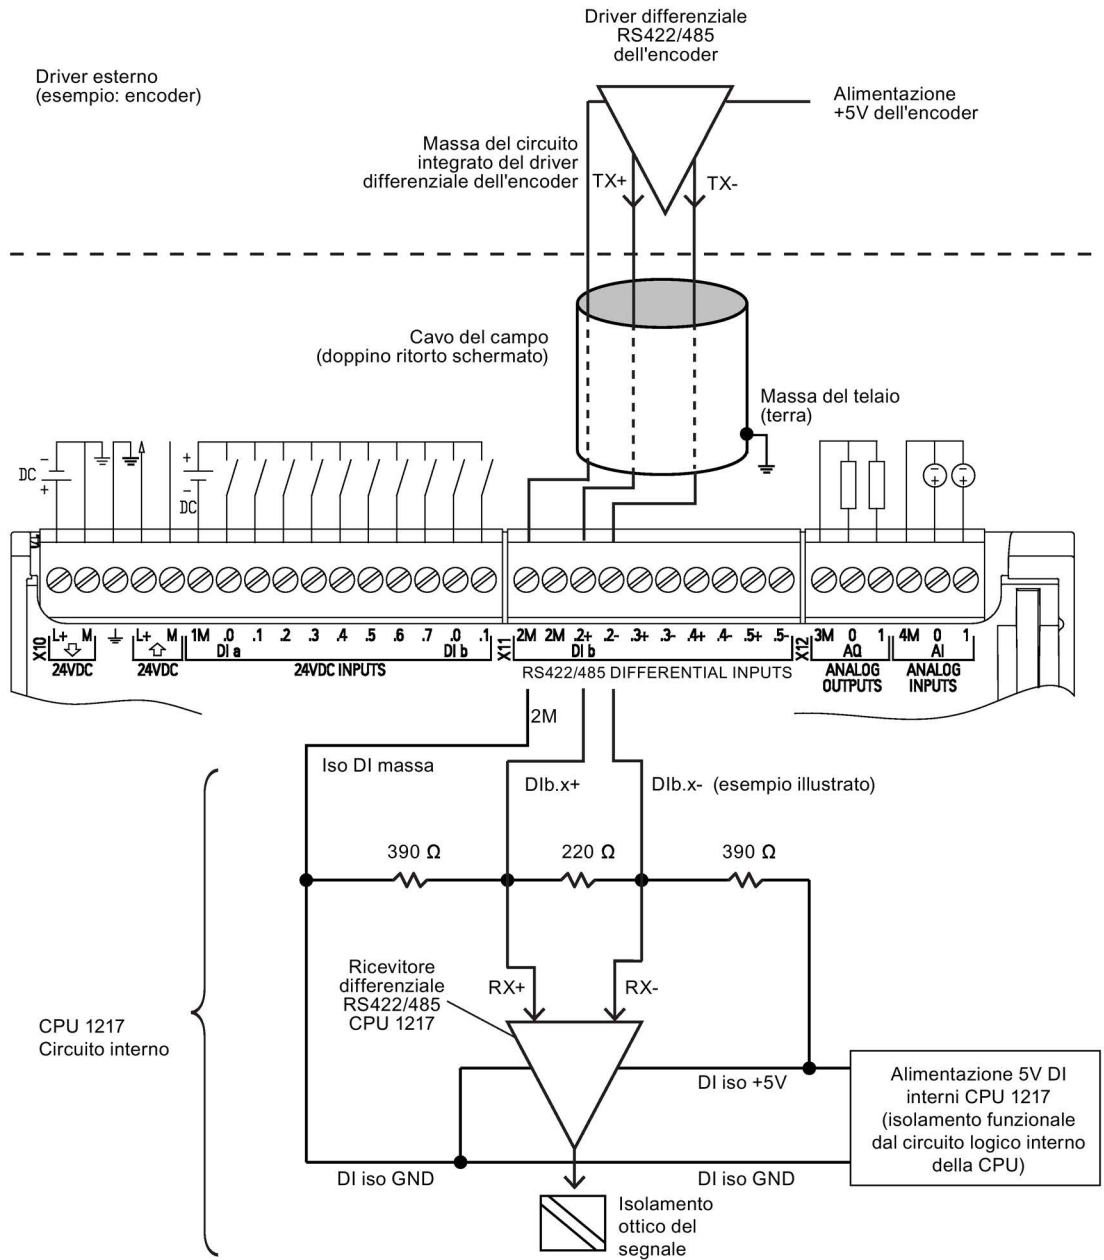 Driver differenziale
RS422/485
dell'encoder
Driver esterno
(esempio: encoder)
Alimentazione
+5V dell'encoder
Massa del circuito
integrato del driver
differenziale dell'encoder
TX+
TX-
Cavo del campo
(doppino ritorto schermato)
Massa del telaio
(terra)
DC
- 
+
+
-
DC
X10
L+ M
24VDC
L+ M
24VDC
1M .0 .1 .2 .3 .4 .5 .6 .7 .0 .1
DI a
DI b
24VDC INPUTS
X11
2M 2M .2+ .2- .3+ .3- .4+ .4- .5+ .5-
DI b
RS422/485 DIFFERENTIAL INPUTS
X12
3M 0 1
AQ
ANALOG
OUTPUTS
4M 0 1
AI
ANALOG
INPUTS
2M
Iso DI massa
DIb.x+
DIb.x- (esempio illustrato)
390 Ω
220 Ω
390 Ω
Ricevitore
differenziale
RS422/485
CPU 1217
RX+
RX-
CPU 1217
Circuito interno
DI iso +5V
Alimentazione 5V DI
interni CPU 1217
(isolamento funzionale
dal circuito logico interno
della CPU)
DI iso GND
DI iso GND
Isolamento
ottico del
segnale